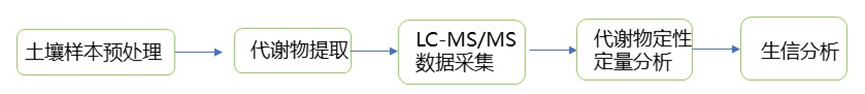 土壤样本预处理
代谢物提取
LC-MS/MS
数据采集
代谢物定性
定量分析
生信分析